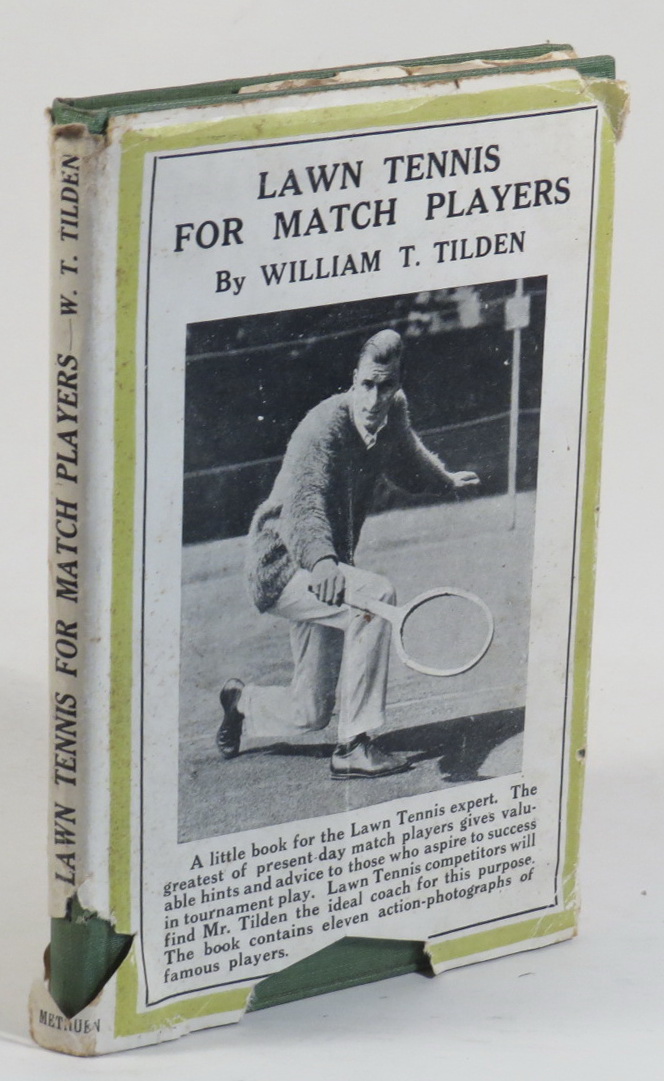 LAWN TENNIS
FOR MATCH PLAYERS
By WILLIAM T. TILDEN
A little book for the Lawn Tennis expert. The
greatest of present-day match players gives valu-
able hints and advice to those who aspire to success
in tournament play. Lawn Tennis competitors will
find Mr. Tilden the ideal coach for this purpose.
The book contains eleven action-photographs of
famous players.
LAWN TENNIS FOR MATCH PLAYERS—W. T. TILDEN
METHUEN